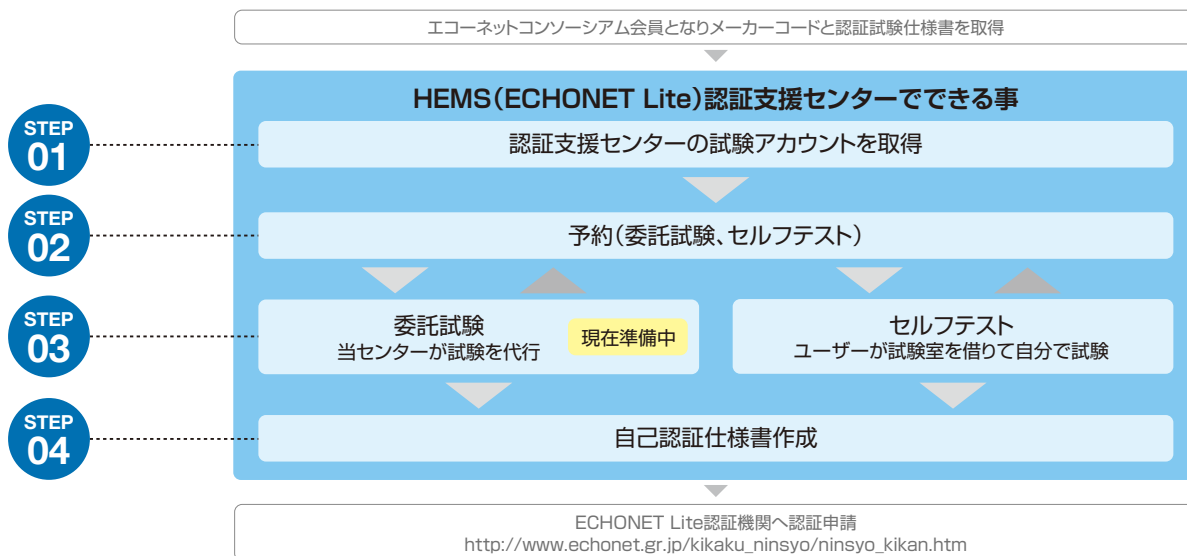 エコーネットコンソーシアム会員となりメーカーコードと認証試験仕様書を取得
HEMS(ECHONET Lite)認証支援センターでできる事
STEP
01
認証支援センターの試験アカウントを取得
STEP
02
予約(委託試験、セルフテスト)
STEP
03
委託試験
当センターが試験を代行
現在準備中
セルフテスト
ユーザーが試験室を借りて自分で試験
STEP
04
自己認証仕様書作成
ECHONET Lite認証機関へ認証申請
http://www.echonet.gr.jp/kikaku_ninsyo/ninsyo_kikan.htm